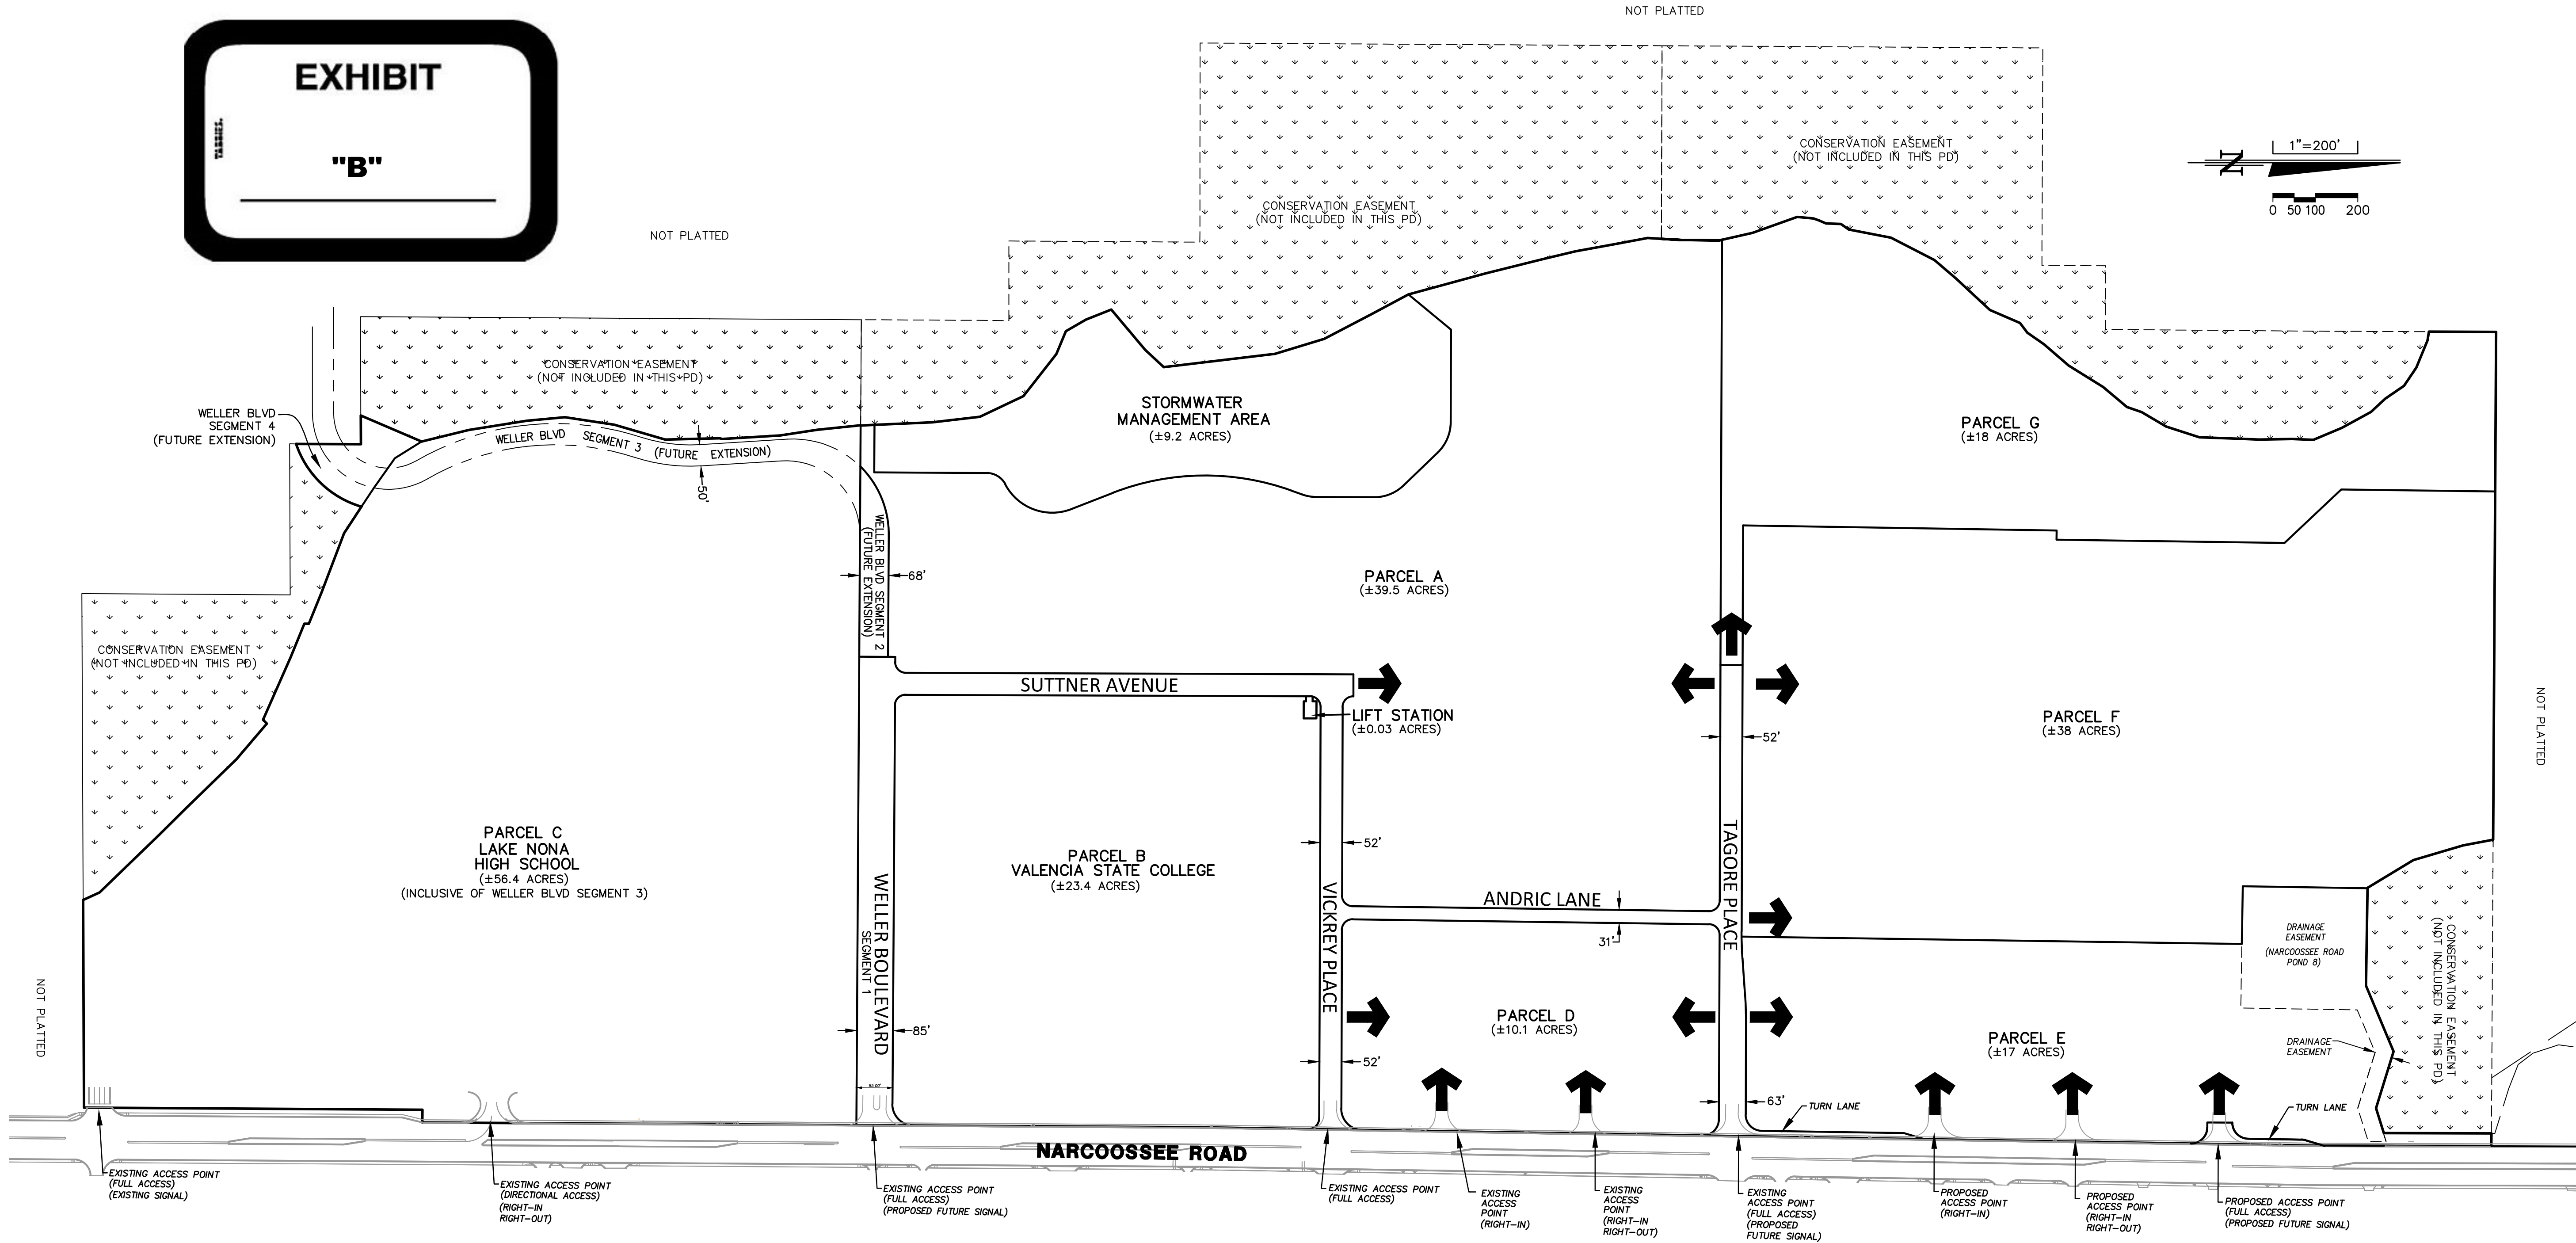 NOT PLATTED
EXHIBIT
"B"
NOT PLATTED
CONSERVATION EASEMENT
(NOT INCLUDED IN THIS PD)
CONSERVATION EASEMENT
(NOT INCLUDED IN THIS PD)
N
1"=200'
0 50 100 200
CONSERVATION EASEMENT
(NOT INCLUDED IN THIS PD)
WELLER BLVD
SEGMENT 4
(FUTURE EXTENSION)
WELLER BLVD SEGMENT 3 (FUTURE EXTENSION)
50'
STORMWATER
MANAGEMENT AREA
(±9.2 ACRES)
PARCEL G
(±18 ACRES)
WELLER BLVD SEGMENT 2
(FUTURE EXTENSION)
68'
PARCEL A
(±39.5 ACRES)
CONSERVATION EASEMENT
(NOT INCLUDED IN THIS PD)
SUTTNER AVENUE
LIFT STATION
(±0.03 ACRES)
52'
PARCEL F
(±38 ACRES)
NOT PLATTED
PARCEL C
LAKE NONA
HIGH SCHOOL
(±56.4 ACRES)
(INCLUSIVE OF WELLER BLVD SEGMENT 3)
WELLER BOULEVARD
SEGMENT 1
85'
85.00'
PARCEL B
VALENCIA STATE COLLEGE
(±23.4 ACRES)
52'
VICKREY PLACE
52'
ANDRIC LANE
31'
TAGORE PLACE
63'
PARCEL D
(±10.1 ACRES)
PARCEL E
(±17 ACRES)
DRAINAGE
EASEMENT
(NARCOOSSEE ROAD
POND 8)
DRAINAGE
EASEMENT
CONSERVATION EASEMENT
(NOT INCLUDED IN THIS PD)
NOT PLATTED
TURN LANE
TURN LANE
NARCOOSSEE ROAD
EXISTING ACCESS POINT
(FULL ACCESS)
(EXISTING SIGNAL)
EXISTING ACCESS POINT
(DIRECTIONAL ACCESS)
(RIGHT-IN
RIGHT-OUT)
EXISTING ACCESS POINT
(FULL ACCESS)
(PROPOSED FUTURE SIGNAL)
EXISTING ACCESS POINT
(FULL ACCESS)
EXISTING
ACCESS
POINT
(RIGHT-IN)
EXISTING
ACCESS
POINT
(RIGHT-IN
RIGHT-OUT)
EXISTING
ACCESS POINT
(FULL ACCESS)
(PROPOSED
FUTURE SIGNAL)
PROPOSED
ACCESS POINT
(RIGHT-IN)
PROPOSED
ACCESS POINT
(RIGHT-IN
RIGHT-OUT)
PROPOSED ACCESS POINT
(FULL ACCESS)
(PROPOSED FUTURE SIGNAL)